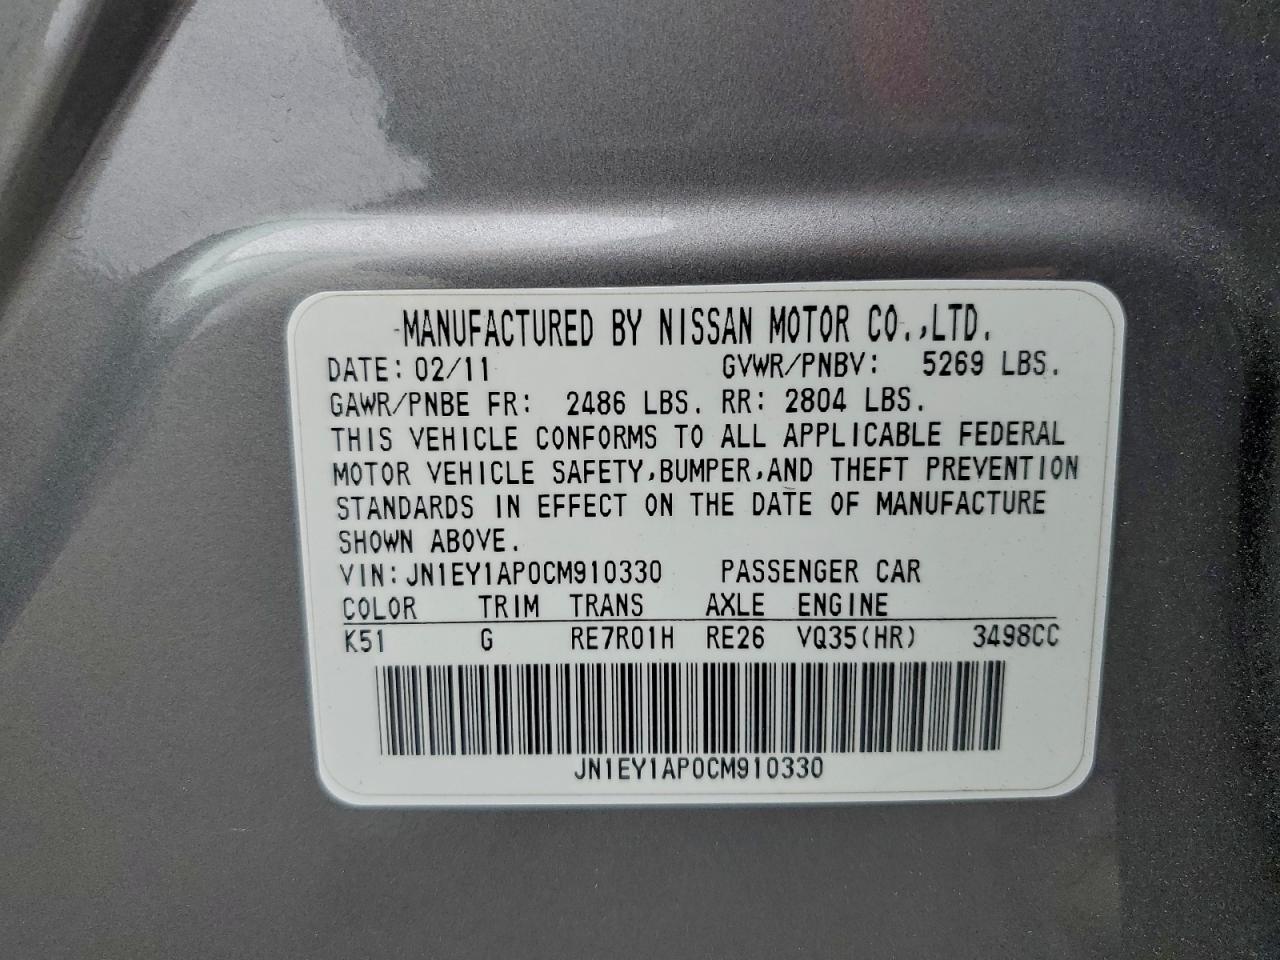 MANUFACTURED BY NISSAN MOTOR CO.,LTD.
DATE: 02/11 GVWR/PNBV: 5269 LBS.
GAWR/PNBE FR: 2486 LBS. RR: 2804 LBS.
THIS VEHICLE CONFORMS TO ALL APPLICABLE FEDERAL
MOTOR VEHICLE SAFETY,BUMPER,AND THEFT PREVENTION
STANDARDS IN EFFECT ON THE DATE OF MANUFACTURE
SHOWN ABOVE.
VIN:JN1EY1AP0CM910330 PASSENGER CAR
COLOR TRIM TRANS AXLE ENGINE
K51 G RE7R01H RE26 VQ35(HR) 3498CC
JN1EY1AP0CM910330